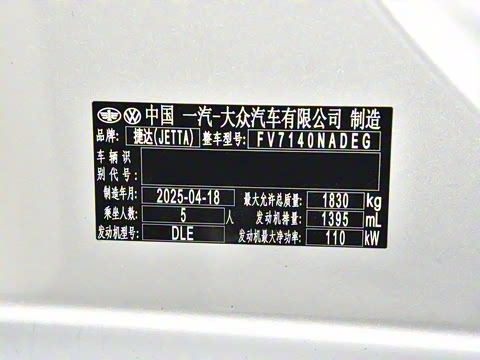 中国 一汽-大众汽车有限公司 制造
品牌: 捷达(JETTA) 整车型号: FV7140NADEG
车辆识
别代号:
制造年月: 2025-04-18 最大允许总质量: 1830 kg
乘坐人数: 5 人 发动机排量: 1395 mL
发动机型号: DLE 发动机最大净功率: 110 kW